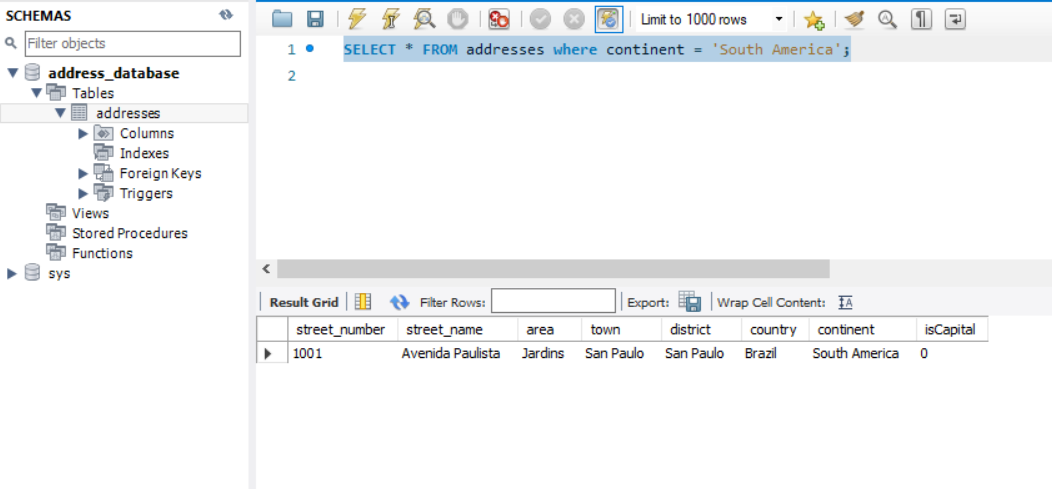 SCHEMAS
Filter objects
address_database
Tables
addresses
Columns
Indexes
Foreign Keys
Triggers
Views
Stored Procedures
Functions
sys
Limit to 1000 rows
1 SELECT * FROM addresses where continent = 'South America';
2
Result Grid Filter Rows: Export: Wrap Cell Content: IA
street_number street_name area town district country continent isCapital
1001 Avenida Paulista Jardins San Paulo San Paulo Brazil South America 0